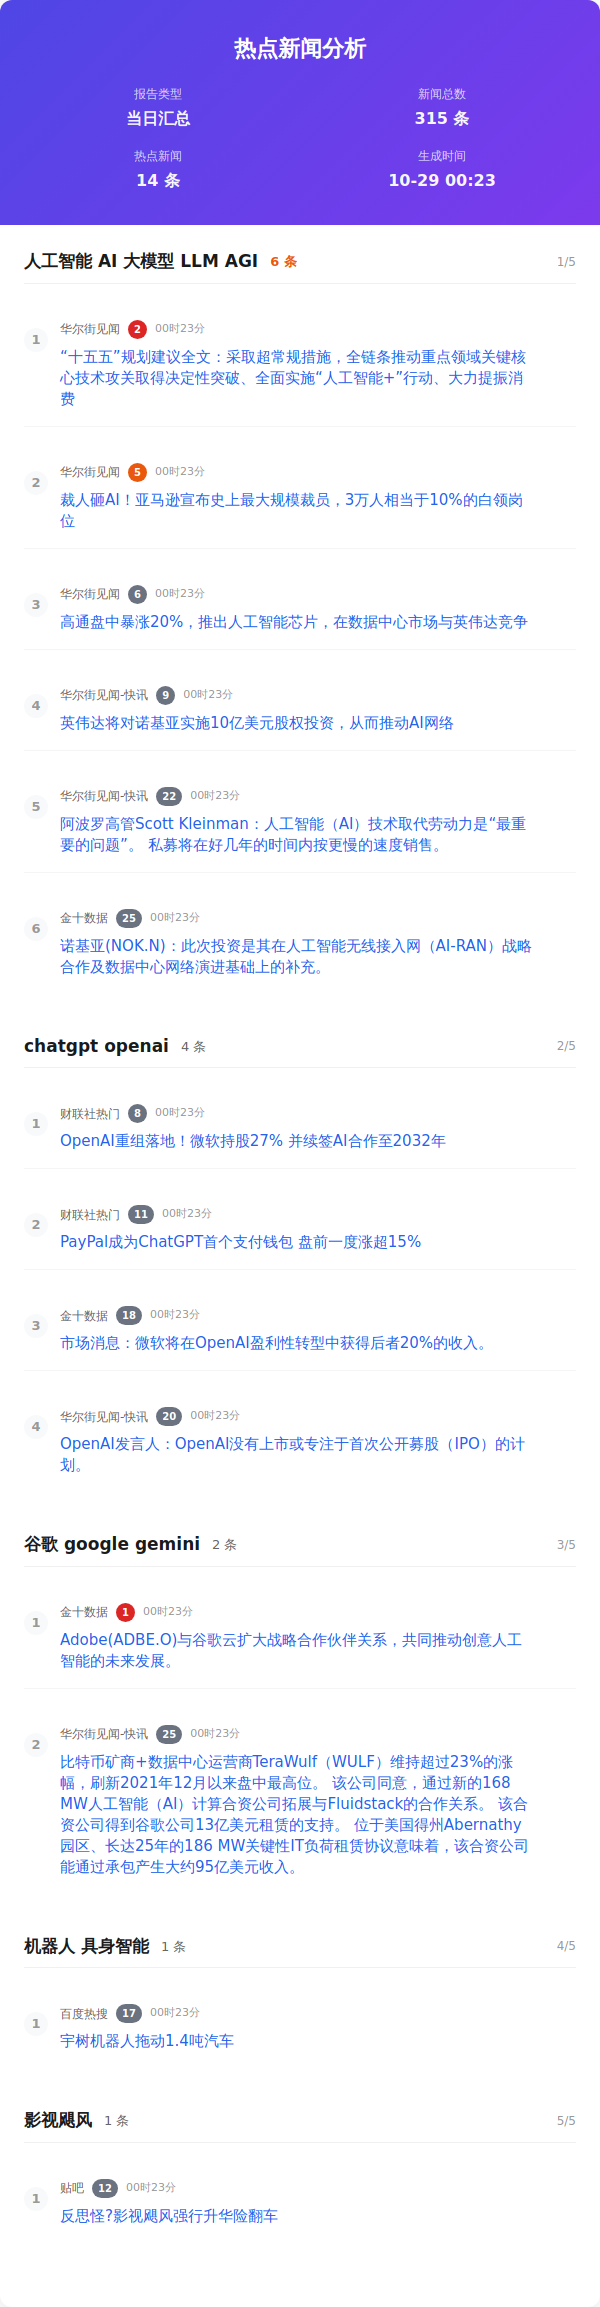 热点新闻分析
报告类型
新闻总数
当日汇总
315 条
热点新闻
生成时间
14 条
10-29 00:23
人工智能 AI 大模型 LLM AGI 6 条 1/5
1
华尔街见闻 2 00时23分
“十五五”规划建议全文：采取超常规措施，全链条推动重点领域关键核
心技术攻关取得决定性突破、全面实施“人工智能+”行动、大力提振消
费
2
华尔街见闻 5 00时23分
裁人砸AI！亚马逊宣布史上最大规模裁员，3万人相当于10%的白领岗
位
3
华尔街见闻 6 00时23分
高通盘中暴涨20%，推出人工智能芯片，在数据中心市场与英伟达竞争
4
华尔街见闻-快讯 9 00时23分
英伟达将对诺基亚实施10亿美元股权投资，从而推动AI网络
5
华尔街见闻-快讯 22 00时23分
阿波罗高管Scott Kleinman：人工智能（AI）技术取代劳动力是“最重
要的问题”。 私募将在好几年的时间内按更慢的速度销售。
6
金十数据 25 00时23分
诺基亚(NOK.N)：此次投资是其在人工智能无线接入网（AI-RAN）战略
合作及数据中心网络演进基础上的补充。
chatgpt openai 4 条 2/5
1
财联社热门 8 00时23分
OpenAI重组落地！微软持股27% 并续签AI合作至2032年
2
财联社热门 11 00时23分
PayPal成为ChatGPT首个支付钱包 盘前一度涨超15%
3
金十数据 18 00时23分
市场消息：微软将在OpenAI盈利性转型中获得后者20%的收入。
4
华尔街见闻-快讯 20 00时23分
OpenAI发言人：OpenAI没有上市或专注于首次公开募股（IPO）的计
划。
谷歌 google gemini 2 条 3/5
1
金十数据 1 00时23分
Adobe(ADBE.O)与谷歌云扩大战略合作伙伴关系，共同推动创意人工
智能的未来发展。
2
华尔街见闻-快讯 25 00时23分
比特币矿商+数据中心运营商TeraWulf（WULF）维持超过23%的涨
幅，刷新2021年12月以来盘中最高位。 该公司同意，通过新的168
MW人工智能（AI）计算合资公司拓展与Fluidstack的合作关系。 该合
资公司得到谷歌公司13亿美元租赁的支持。 位于美国得州Abernathy
园区、长达25年的186 MW关键性IT负荷租赁协议意味着，该合资公司
能通过承包产生大约95亿美元收入。
机器人 具身智能 1 条 4/5
1
百度热搜 17 00时23分
宇树机器人拖动1.4吨汽车
影视飓风 1 条 5/5
1
贴吧 12 00时23分
反思怪?影视飓风强行升华险翻车